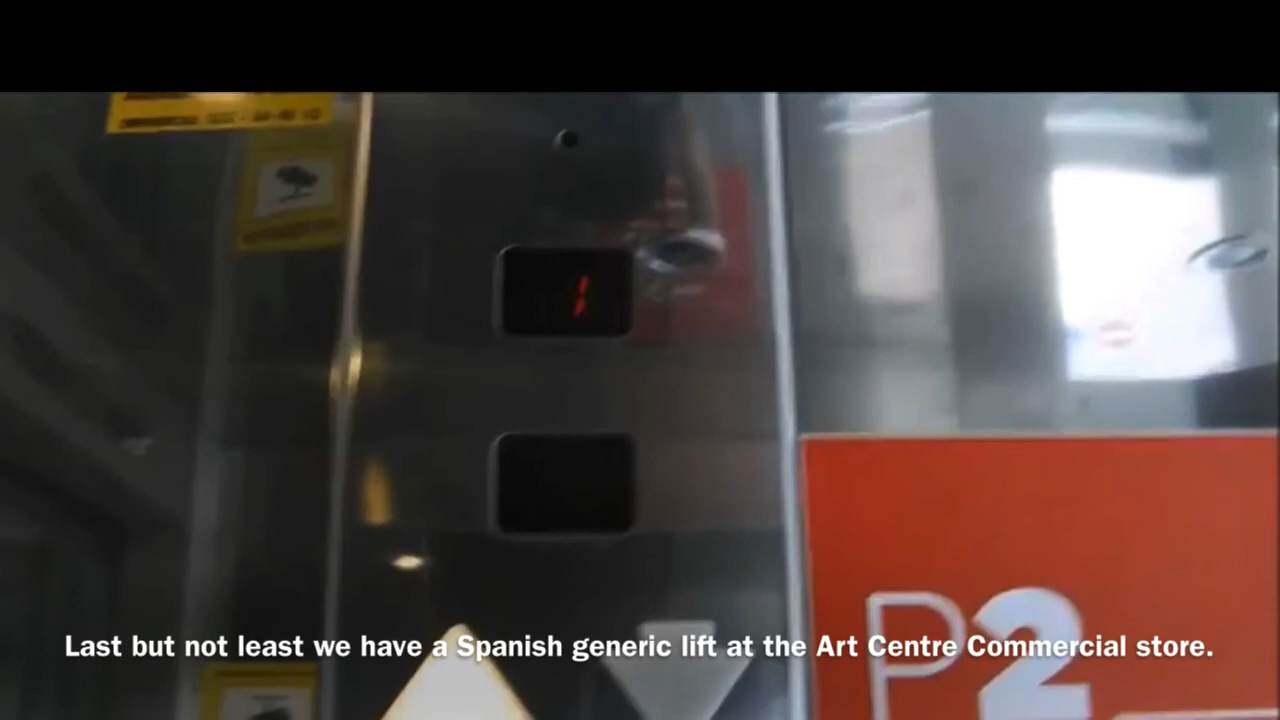 1
P2
Last but not least we have a Spanish generic lift at the Art Centre Commercial store.